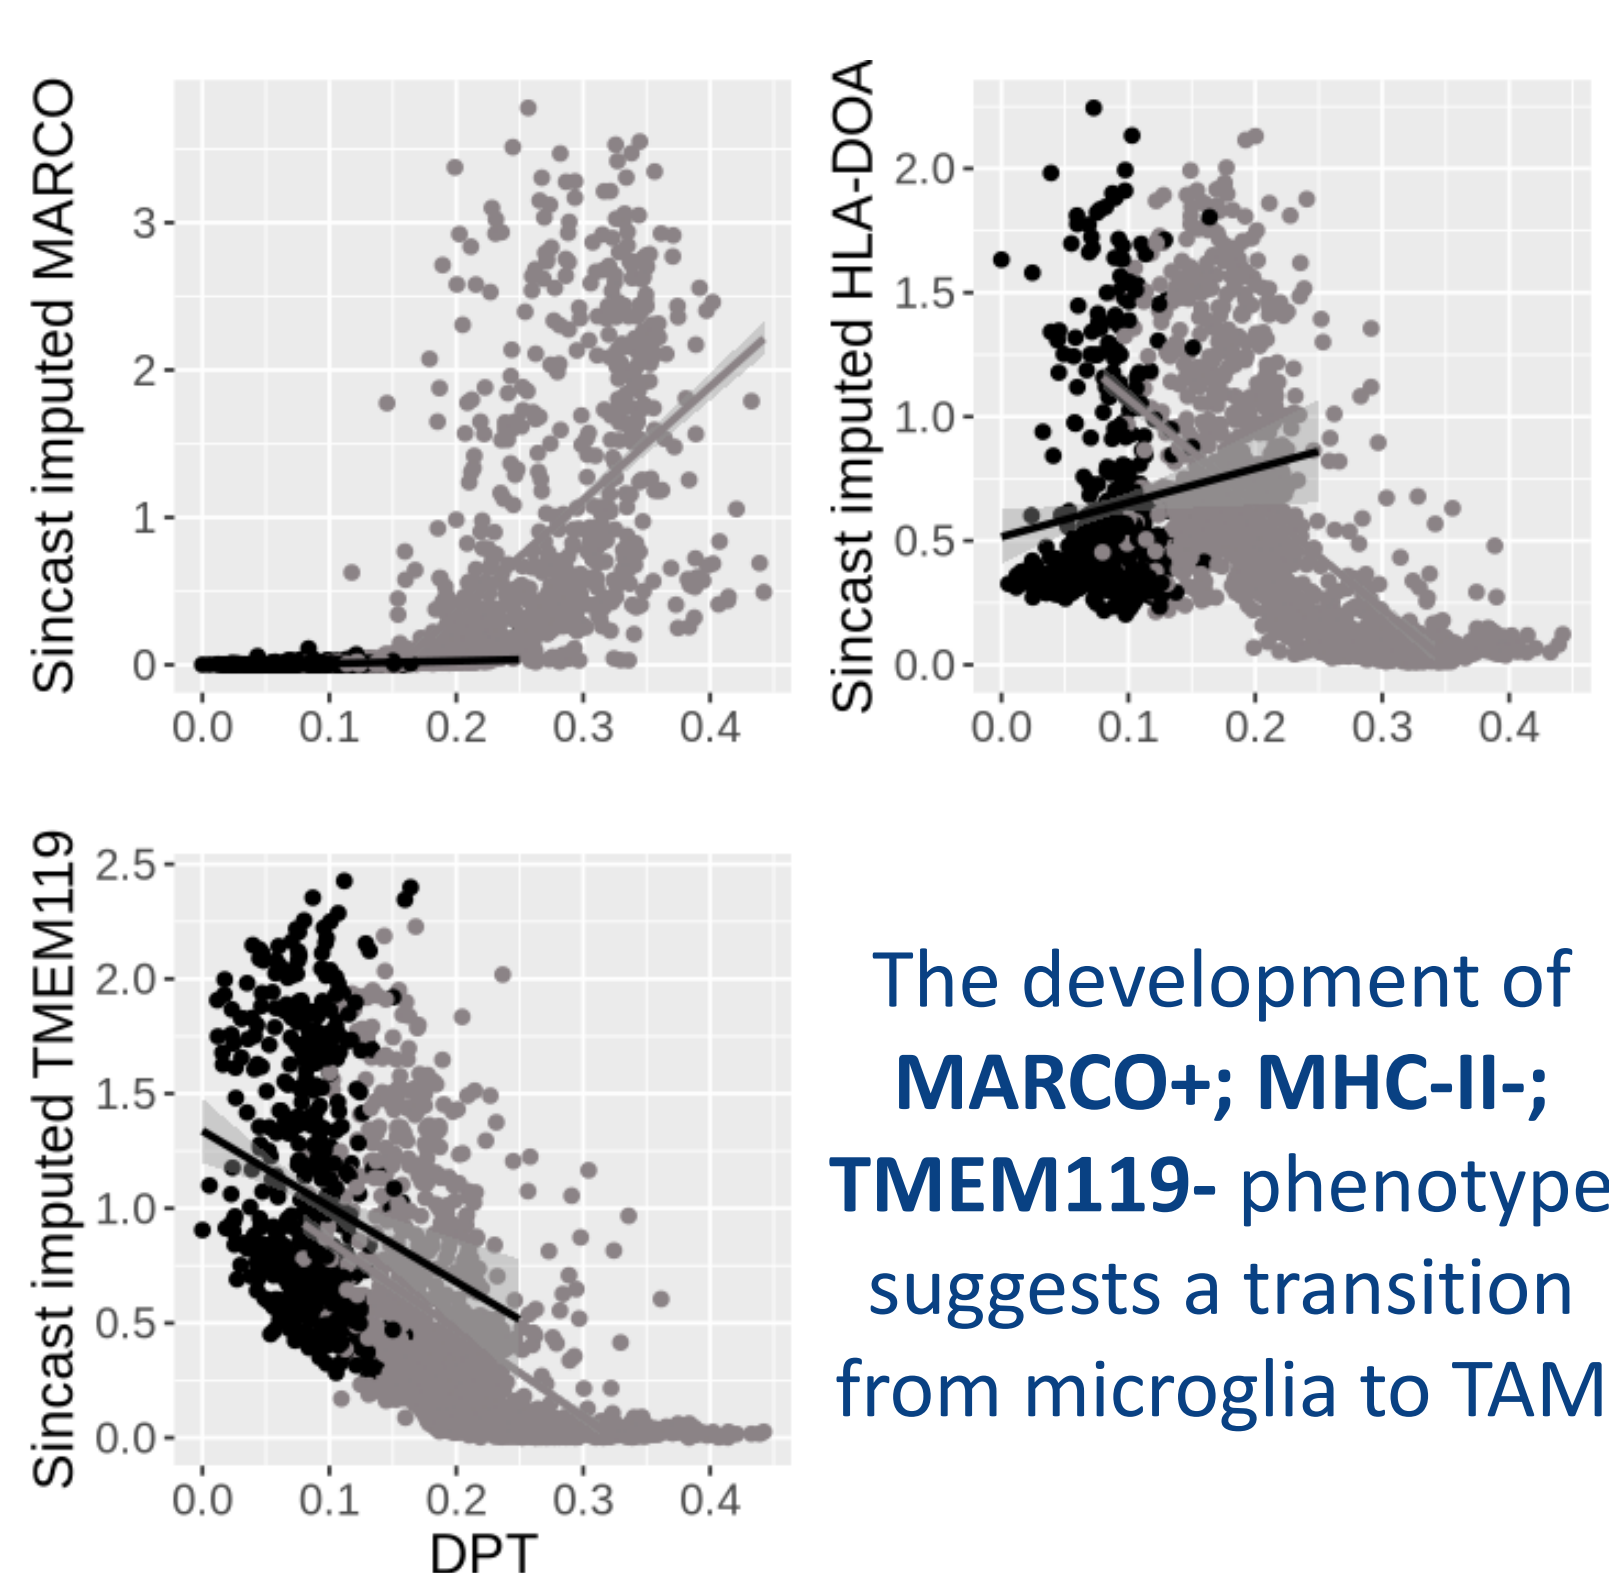 Sincast imputed MARCO
3
2
1
0
0.0 0.1 0.2 0.3 0.4
Sincast imputed HLA-DOA
2.0
1.5
1.0
0.5
0.0
0.0 0.1 0.2 0.3 0.4
Sincast imputed TMEM119
2.5
2.0
1.5
1.0
0.5
0.0
0.0 0.1 0.2 0.3 0.4
DPT
The development of
MARCO+; MHC-II-;
TMEM119- phenotype
suggests a transition
from microglia to TAM